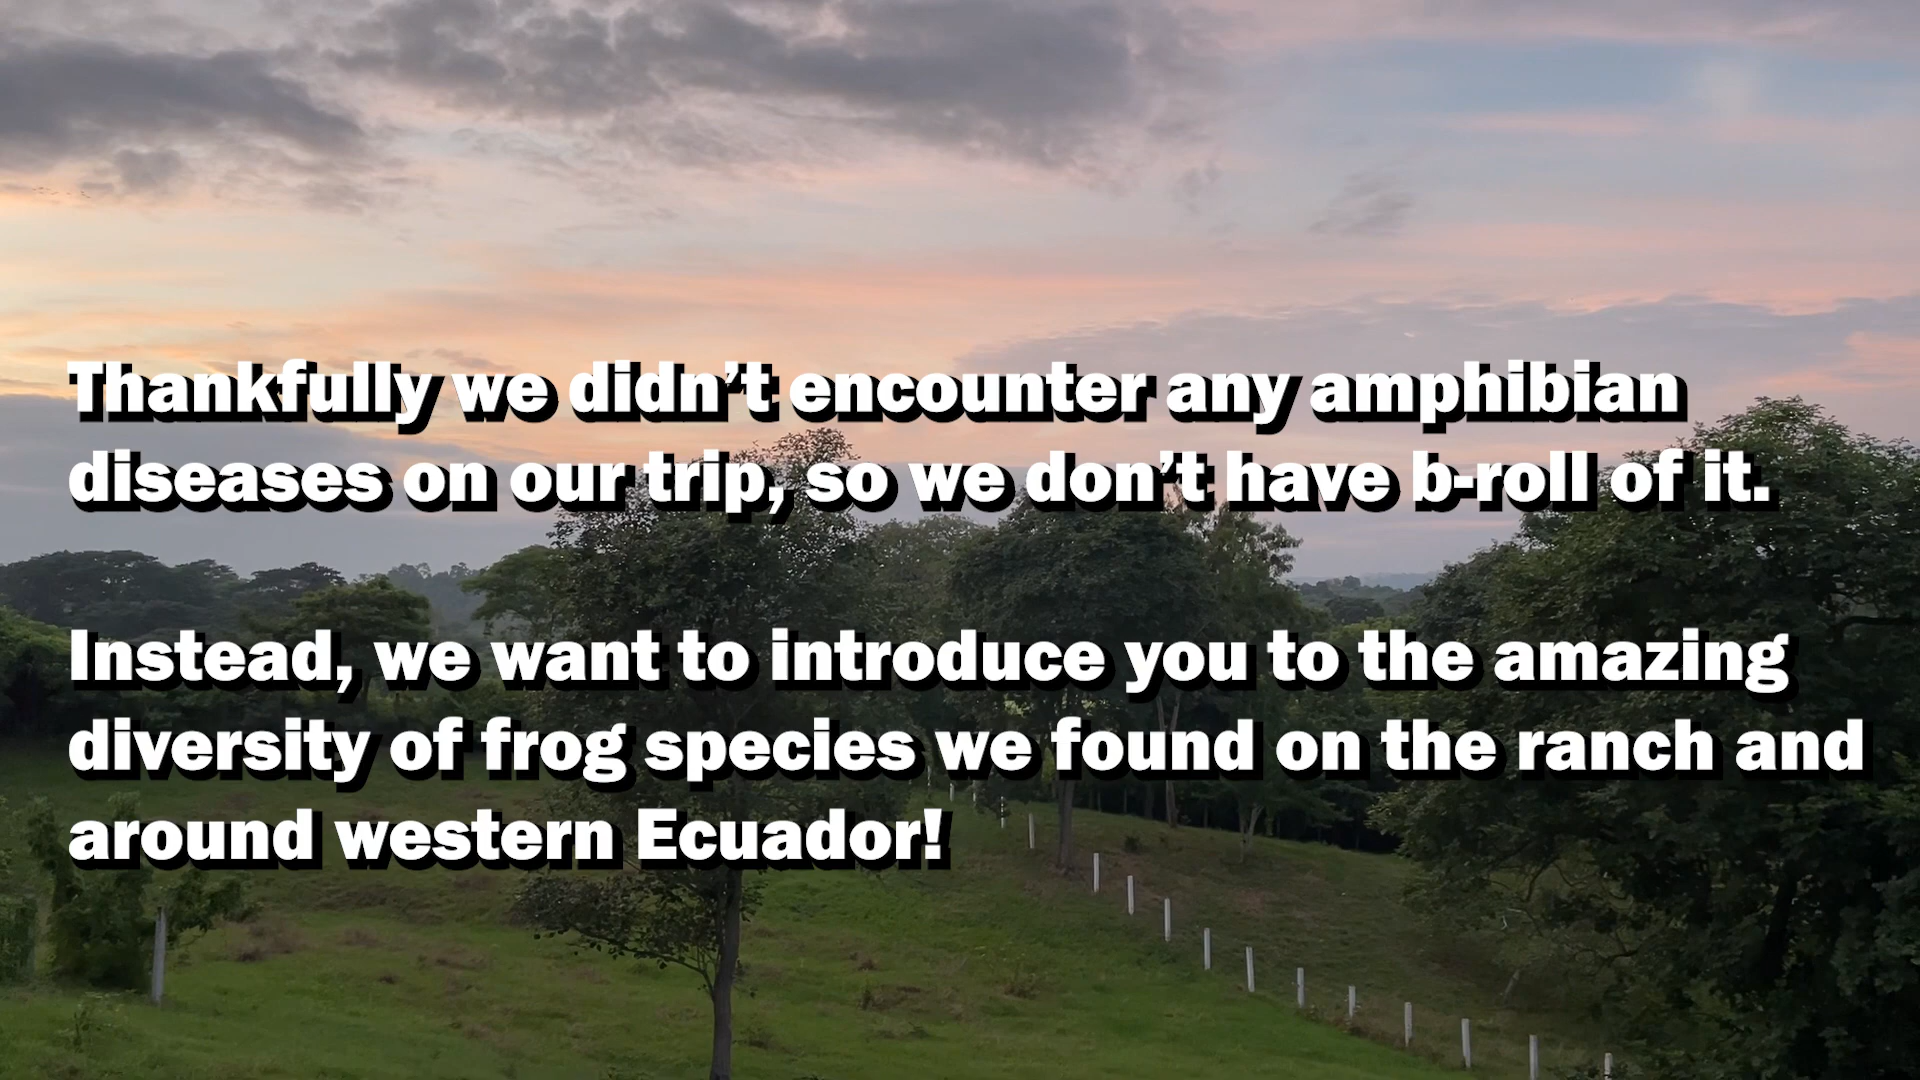 Thankfully we didn’t encounter any amphibian
diseases on our trip, so we don’t have b-roll of it.
Instead, we want to introduce you to the amazing
diversity of frog species we found on the ranch and
around western Ecuador!